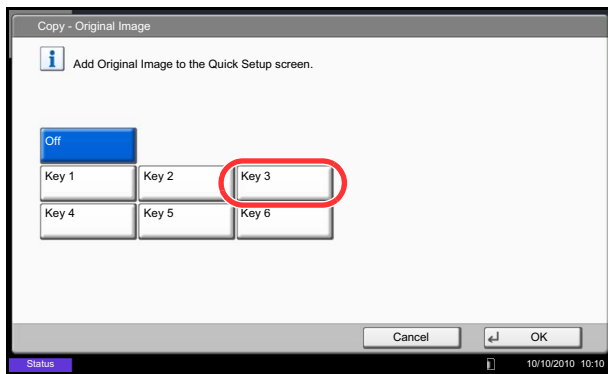 Copy - Original Image
i Add Original Image to the Quick Setup screen.
Off
Key 1 Key 2 Key 3
Key 4 Key 5 Key 6
Cancel OK
Status 10/10/2010 10:10